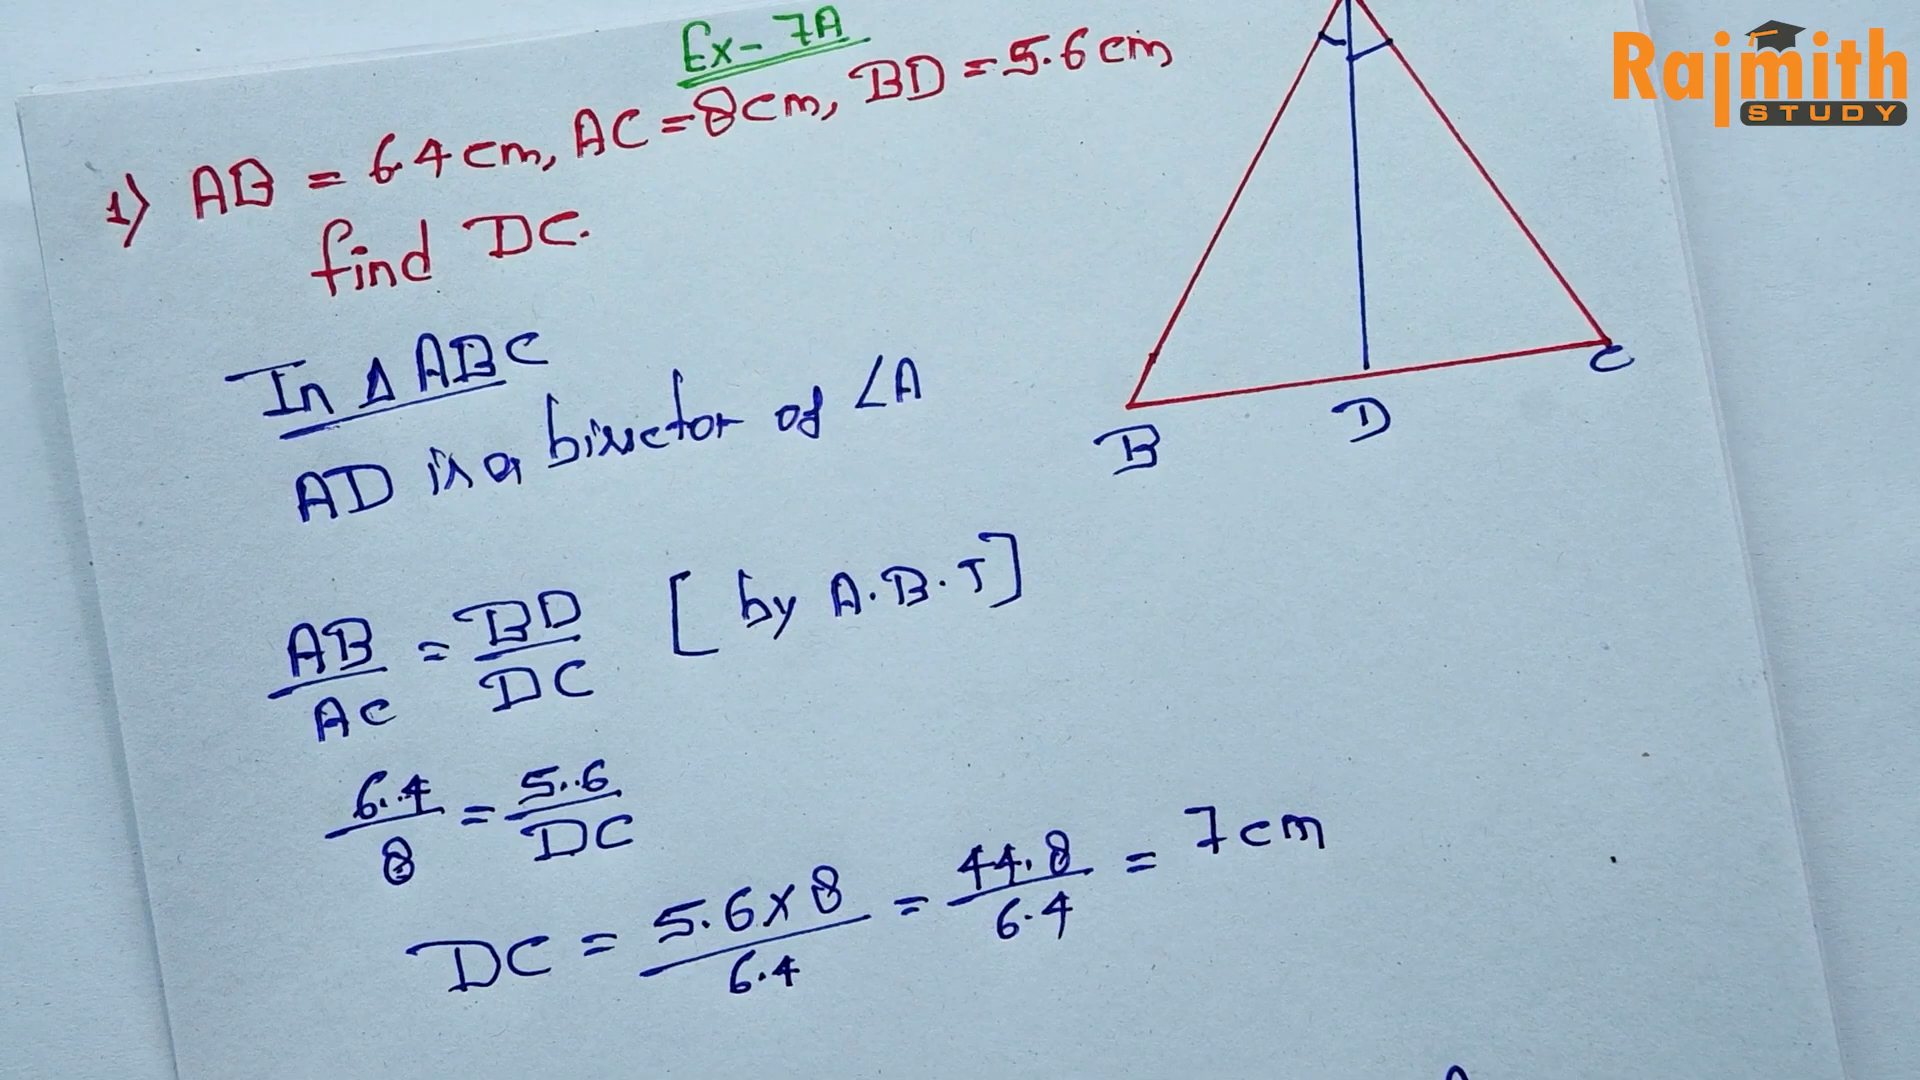 Ex- 7A
1) AB = 6.4 cm, AC = 8 cm, BD = 5.6 cm,
find DC.
In Δ ABC
AD is a bisector of ∠A
AB/AC = BD/DC [by A.B.T]
6.4/8 = 5.6/DC
DC = 5.6×8/6.4 = 44.8/6.4 = 7 cm
B
D
C
Rajmith
STUDY